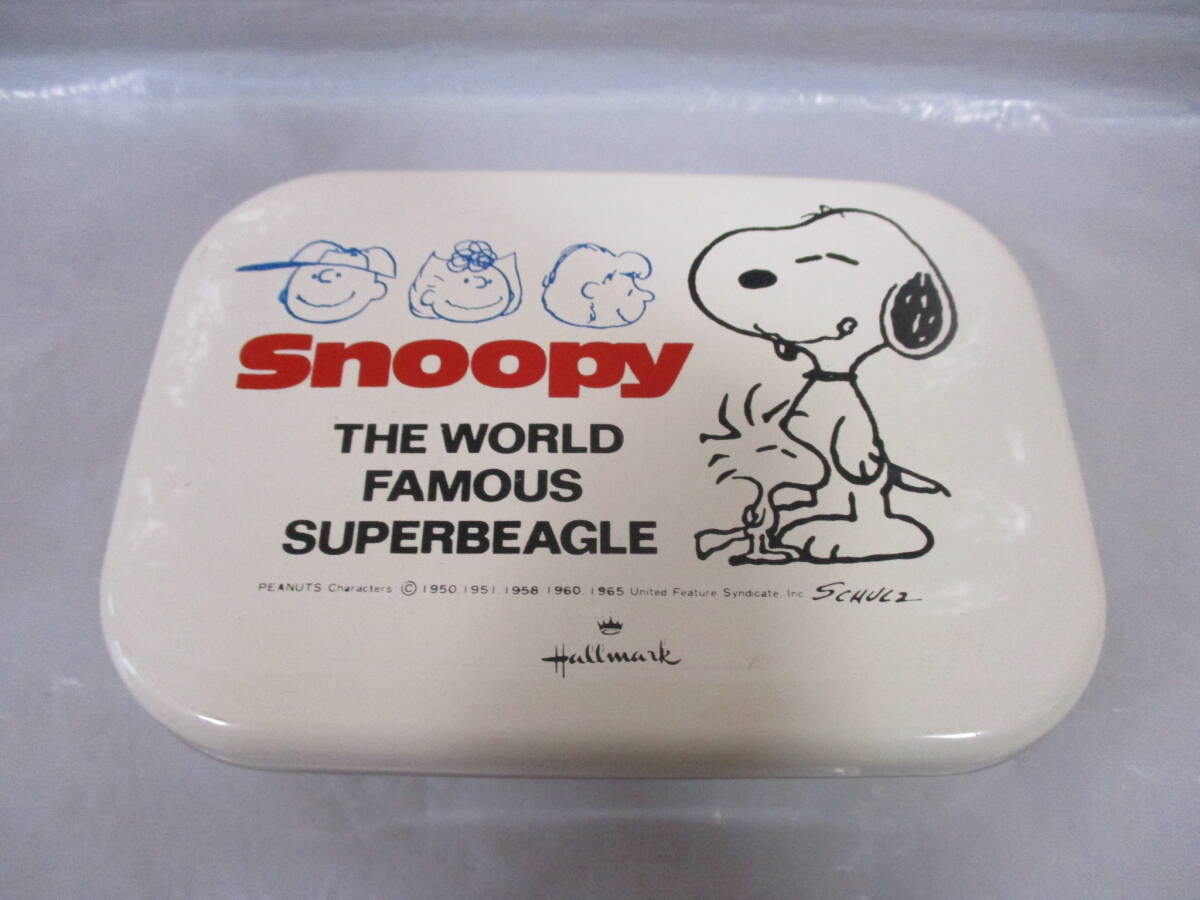 Snoopy
THE WORLD
FAMOUS
SUPERBEAGLE
PEANUTS Characters © 1950. 1951. 1958 1960. 1965 United Feature Syndicate, Inc SCHULZ
Hallmark